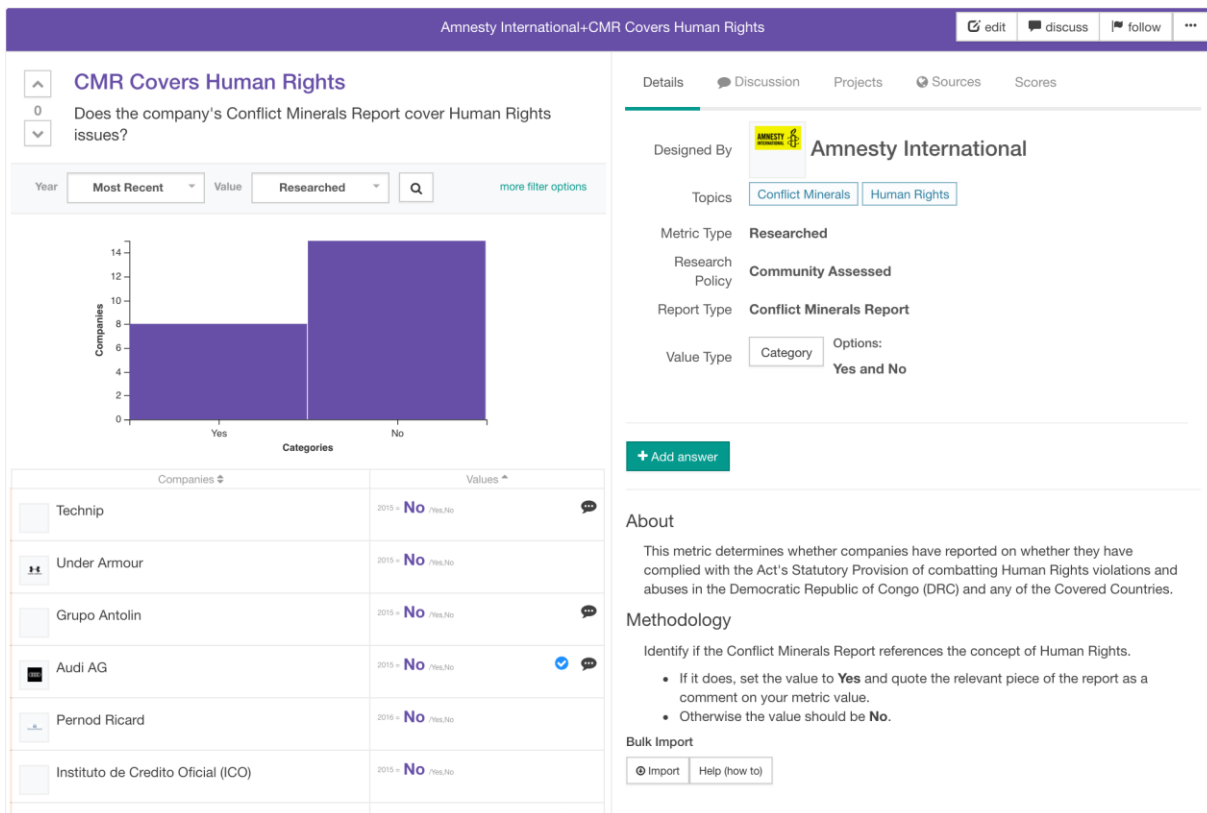 Amnesty International+CMR Covers Human Rights
edit
discuss
follow
CMR Covers Human Rights
0
Does the company's Conflict Minerals Report cover Human Rights
issues?
Year
Most Recent
Value
Researched
more filter options
14
12
10
8
6
4
2
0
Companies
Yes
No
Categories
Companies
Values
Technip
2015 = No /Yes,No
Under Armour
2015 = No /Yes,No
Grupo Antolin
2015 = No /Yes,No
Audi AG
2015 = No /Yes,No
Pernod Ricard
2016 = No /Yes,No
Instituto de Credito Oficial (ICO)
2015 = No /Yes,No
Details
Discussion
Projects
Sources
Scores
Designed By
AMNESTY
INTERNATIONAL
Amnesty International
Topics
Conflict Minerals
Human Rights
Metric Type
Researched
Research
Policy
Community Assessed
Report Type
Conflict Minerals Report
Value Type
Category
Options:
Yes and No
+ Add answer
About
This metric determines whether companies have reported on whether they have
complied with the Act's Statutory Provision of combatting Human Rights violations and
abuses in the Democratic Republic of Congo (DRC) and any of the Covered Countries.
Methodology
Identify if the Conflict Minerals Report references the concept of Human Rights.
• If it does, set the value to Yes and quote the relevant piece of the report as a
comment on your metric value.
• Otherwise the value should be No.
Bulk Import
Import
Help (how to)